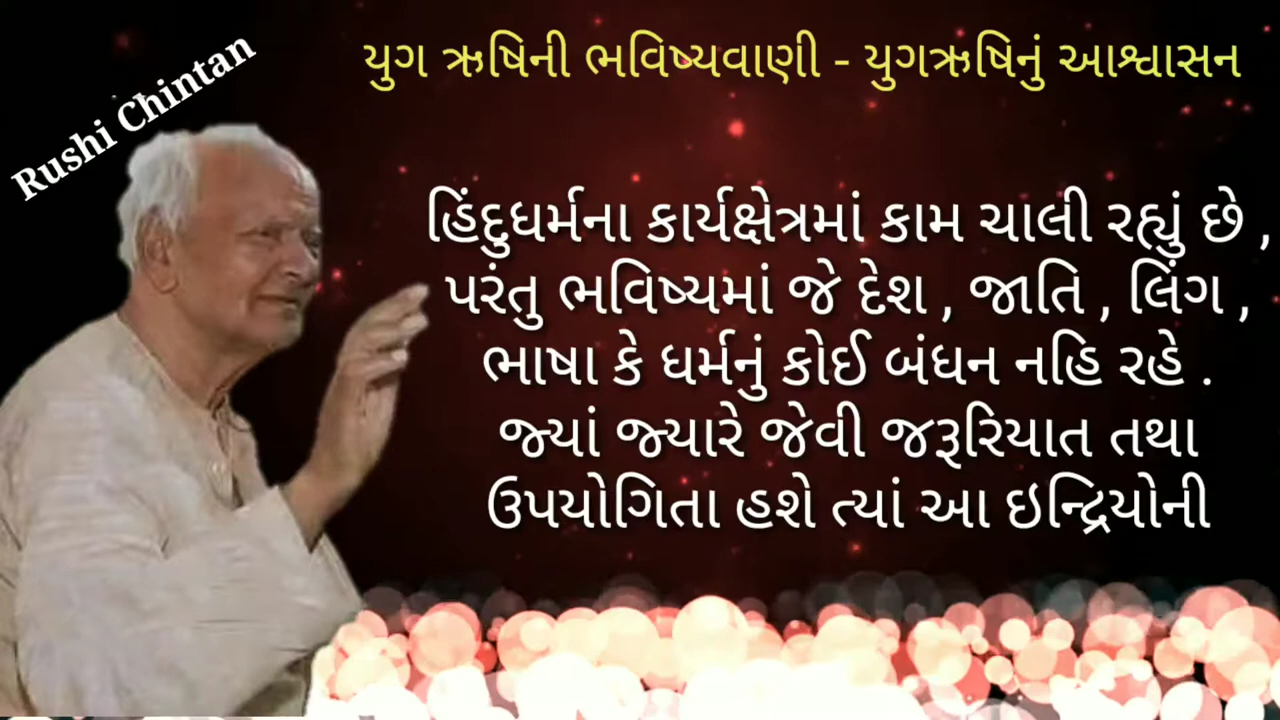 Rushi Chintan
યુગ ઋષિની ભવિષ્યવાણી - યુગઋષિનું આશ્વાસન
હિંદુધર્મના કાર્યક્ષેત્રમાં કામ ચાલી રહ્યું છે ,
પરંતુ ભવિષ્યમાં જે દેશ , જાતિ , લિંગ ,
ભાષા કે ધર્મનું કોઈ બંધન નહિ રહે .
જ્યાં જ્યારે જેવી જરૂરિયાત તથા
ઉપયોગિતા હશે ત્યાં આ ઇન્દ્રિયોની